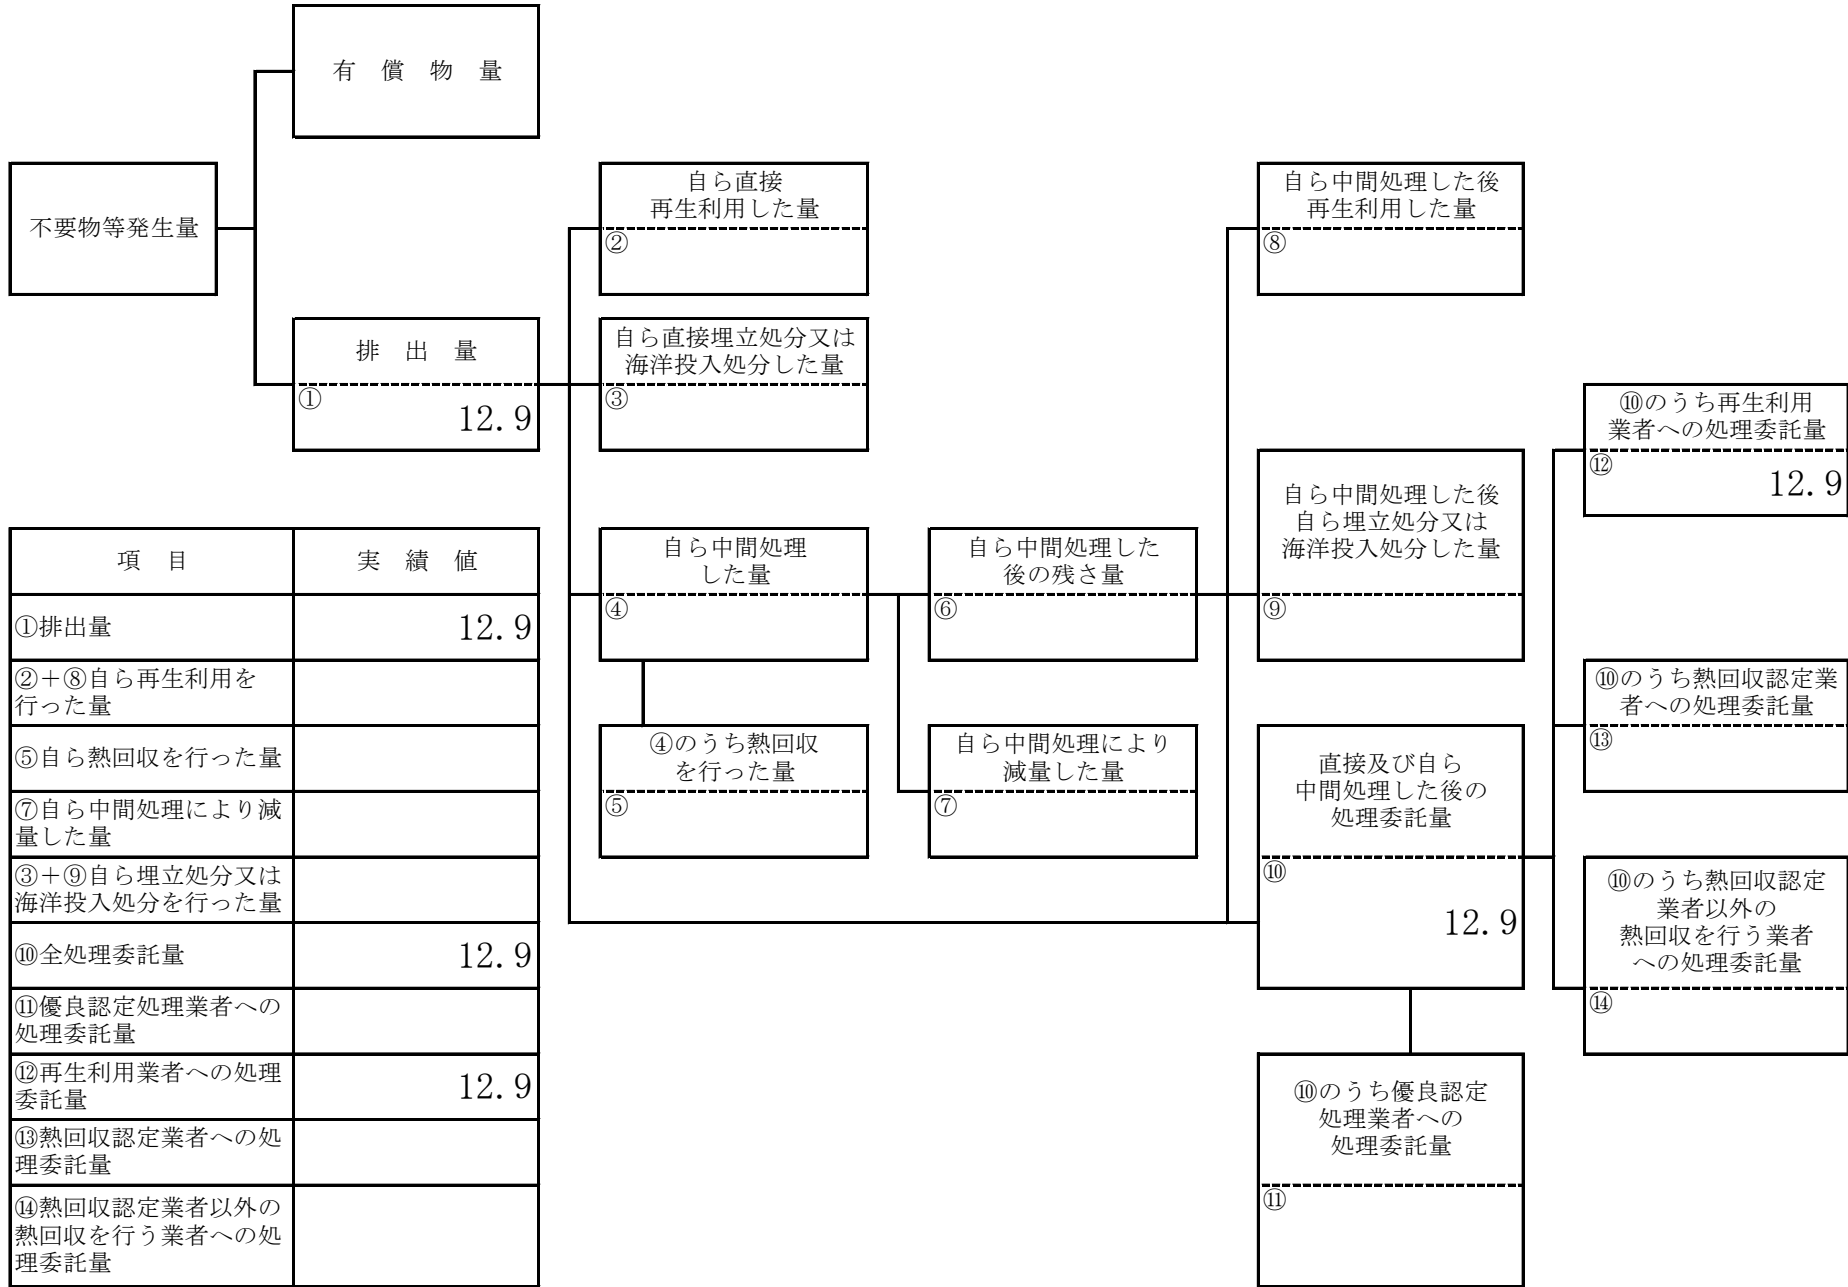 有 償 物 量
不要物等発生量
排 出 量
①
12.9
自ら直接
再生利用した量
②
自ら直接埋立処分又は
海洋投入処分した量
③
自ら中間処理
した量
④
④のうち熱回収
を行った量
⑤
自ら中間処理した
後の残さ量
⑥
自ら中間処理により
減量した量
⑦
自ら中間処理した後
再生利用した量
⑧
自ら中間処理した後
自ら埋立処分又は
海洋投入処分した量
⑨
直接及び自ら
中間処理した後の
処理委託量
⑩
12.9
⑩のうち優良認定
処理業者への
処理委託量
⑪
⑩のうち再生利用
業者への処理委託量
⑫
12.9
⑩のうち熱回収認定業
者への処理委託量
⑬
⑩のうち熱回収認定
業者以外の
熱回収を行う業者
への処理委託量
⑭
項 目
実 績 値
①排出量
12.9
②＋⑧自ら再生利用を
行った量
⑤自ら熱回収を行った量
⑦自ら中間処理により減
量した量
③＋⑨自ら埋立処分又は
海洋投入処分を行った量
⑩全処理委託量
12.9
⑪優良認定処理業者への
処理委託量
⑫再生利用業者への処理
委託量
12.9
⑬熱回収認定業者への処
理委託量
⑭熱回収認定業者以外の
熱回収を行う業者への処
理委託量